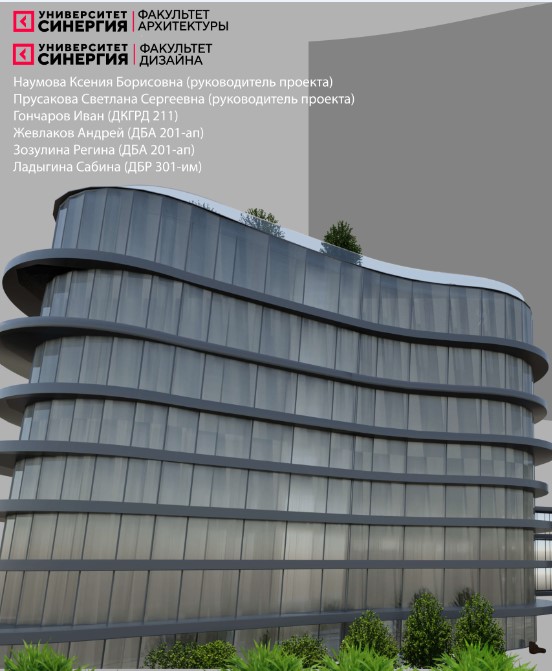 УНИВЕРСИТЕТ СИНЕРГИЯ ФАКУЛЬТЕТ АРХИТЕКТУРЫ
УНИВЕРСИТЕТ СИНЕРГИЯ ФАКУЛЬТЕТ ДИЗАЙНА
Наумова Ксения Борисовна (руководитель проекта)
Прусакова Светлана Сергеевна (руководитель проекта)
Гончаров Иван (ДКГРД 211)
Жевлаков Андрей (ДБА 201-ап)
Зозулина Регина (ДБА 201-ап)
Ладыгина Сабина (ДБР 301-им)